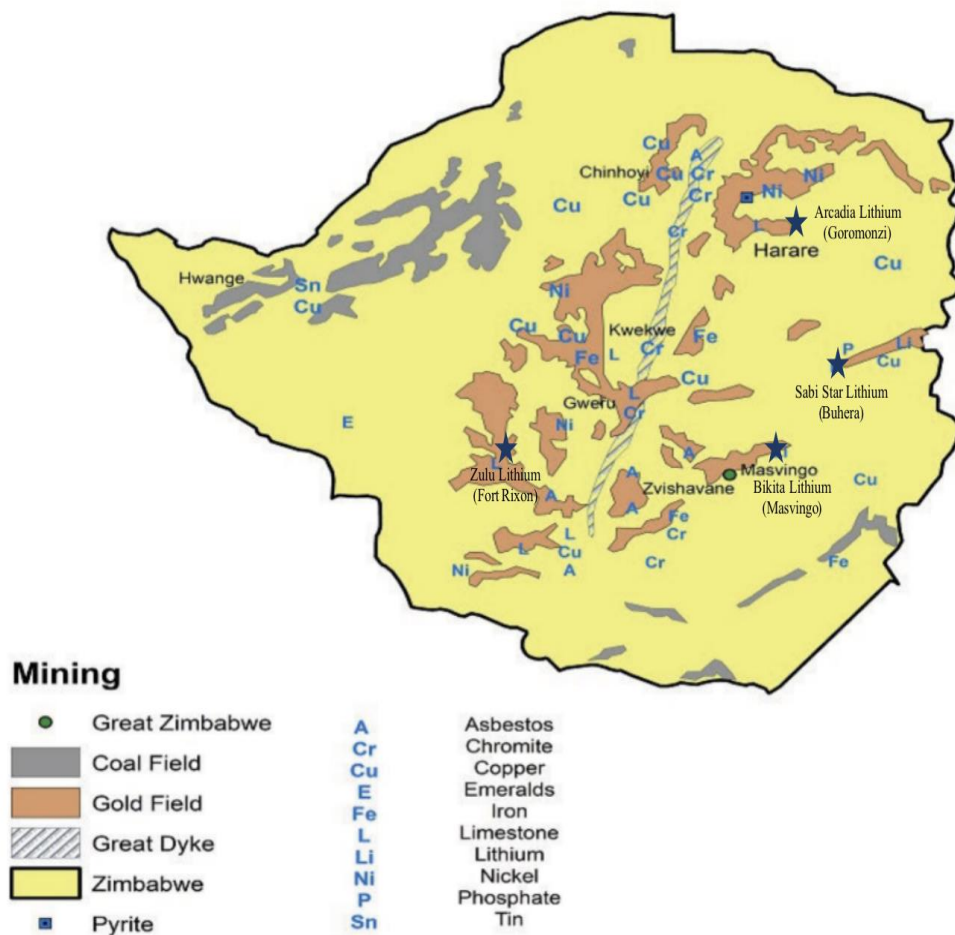 Cu
A
Chinhoyi
Cu
Cr
Ni
Ni
Cr
Cu
Cu
Arcadia Lithium
(Goromonzi)
L
Cr
Harare
Cu
Hwange
Sn
Cu
Ni
Cu
Cu
Kwekwe
Fe
Fe
L
Cr
P
Li
Cu
Cu
Sabi Star Lithium
(Buhera)
L
Gweru
Cr
E
Ni
A
L
Zulu Lithium
(Fort Rixon)
Masvingo
Bikita Lithium
(Masvingo)
Zvishavane
A
Cu
A
A
Fe
Cr
L
L
Cu
Ni
A
Cr
Fe
Mining
Great Zimbabwe
Coal Field
Gold Field
Great Dyke
Zimbabwe
Pyrite
A Asbestos
Cr Chromite
Cu Copper
E Emeralds
Fe Iron
L Limestone
Li Lithium
Ni Nickel
P Phosphate
Sn Tin